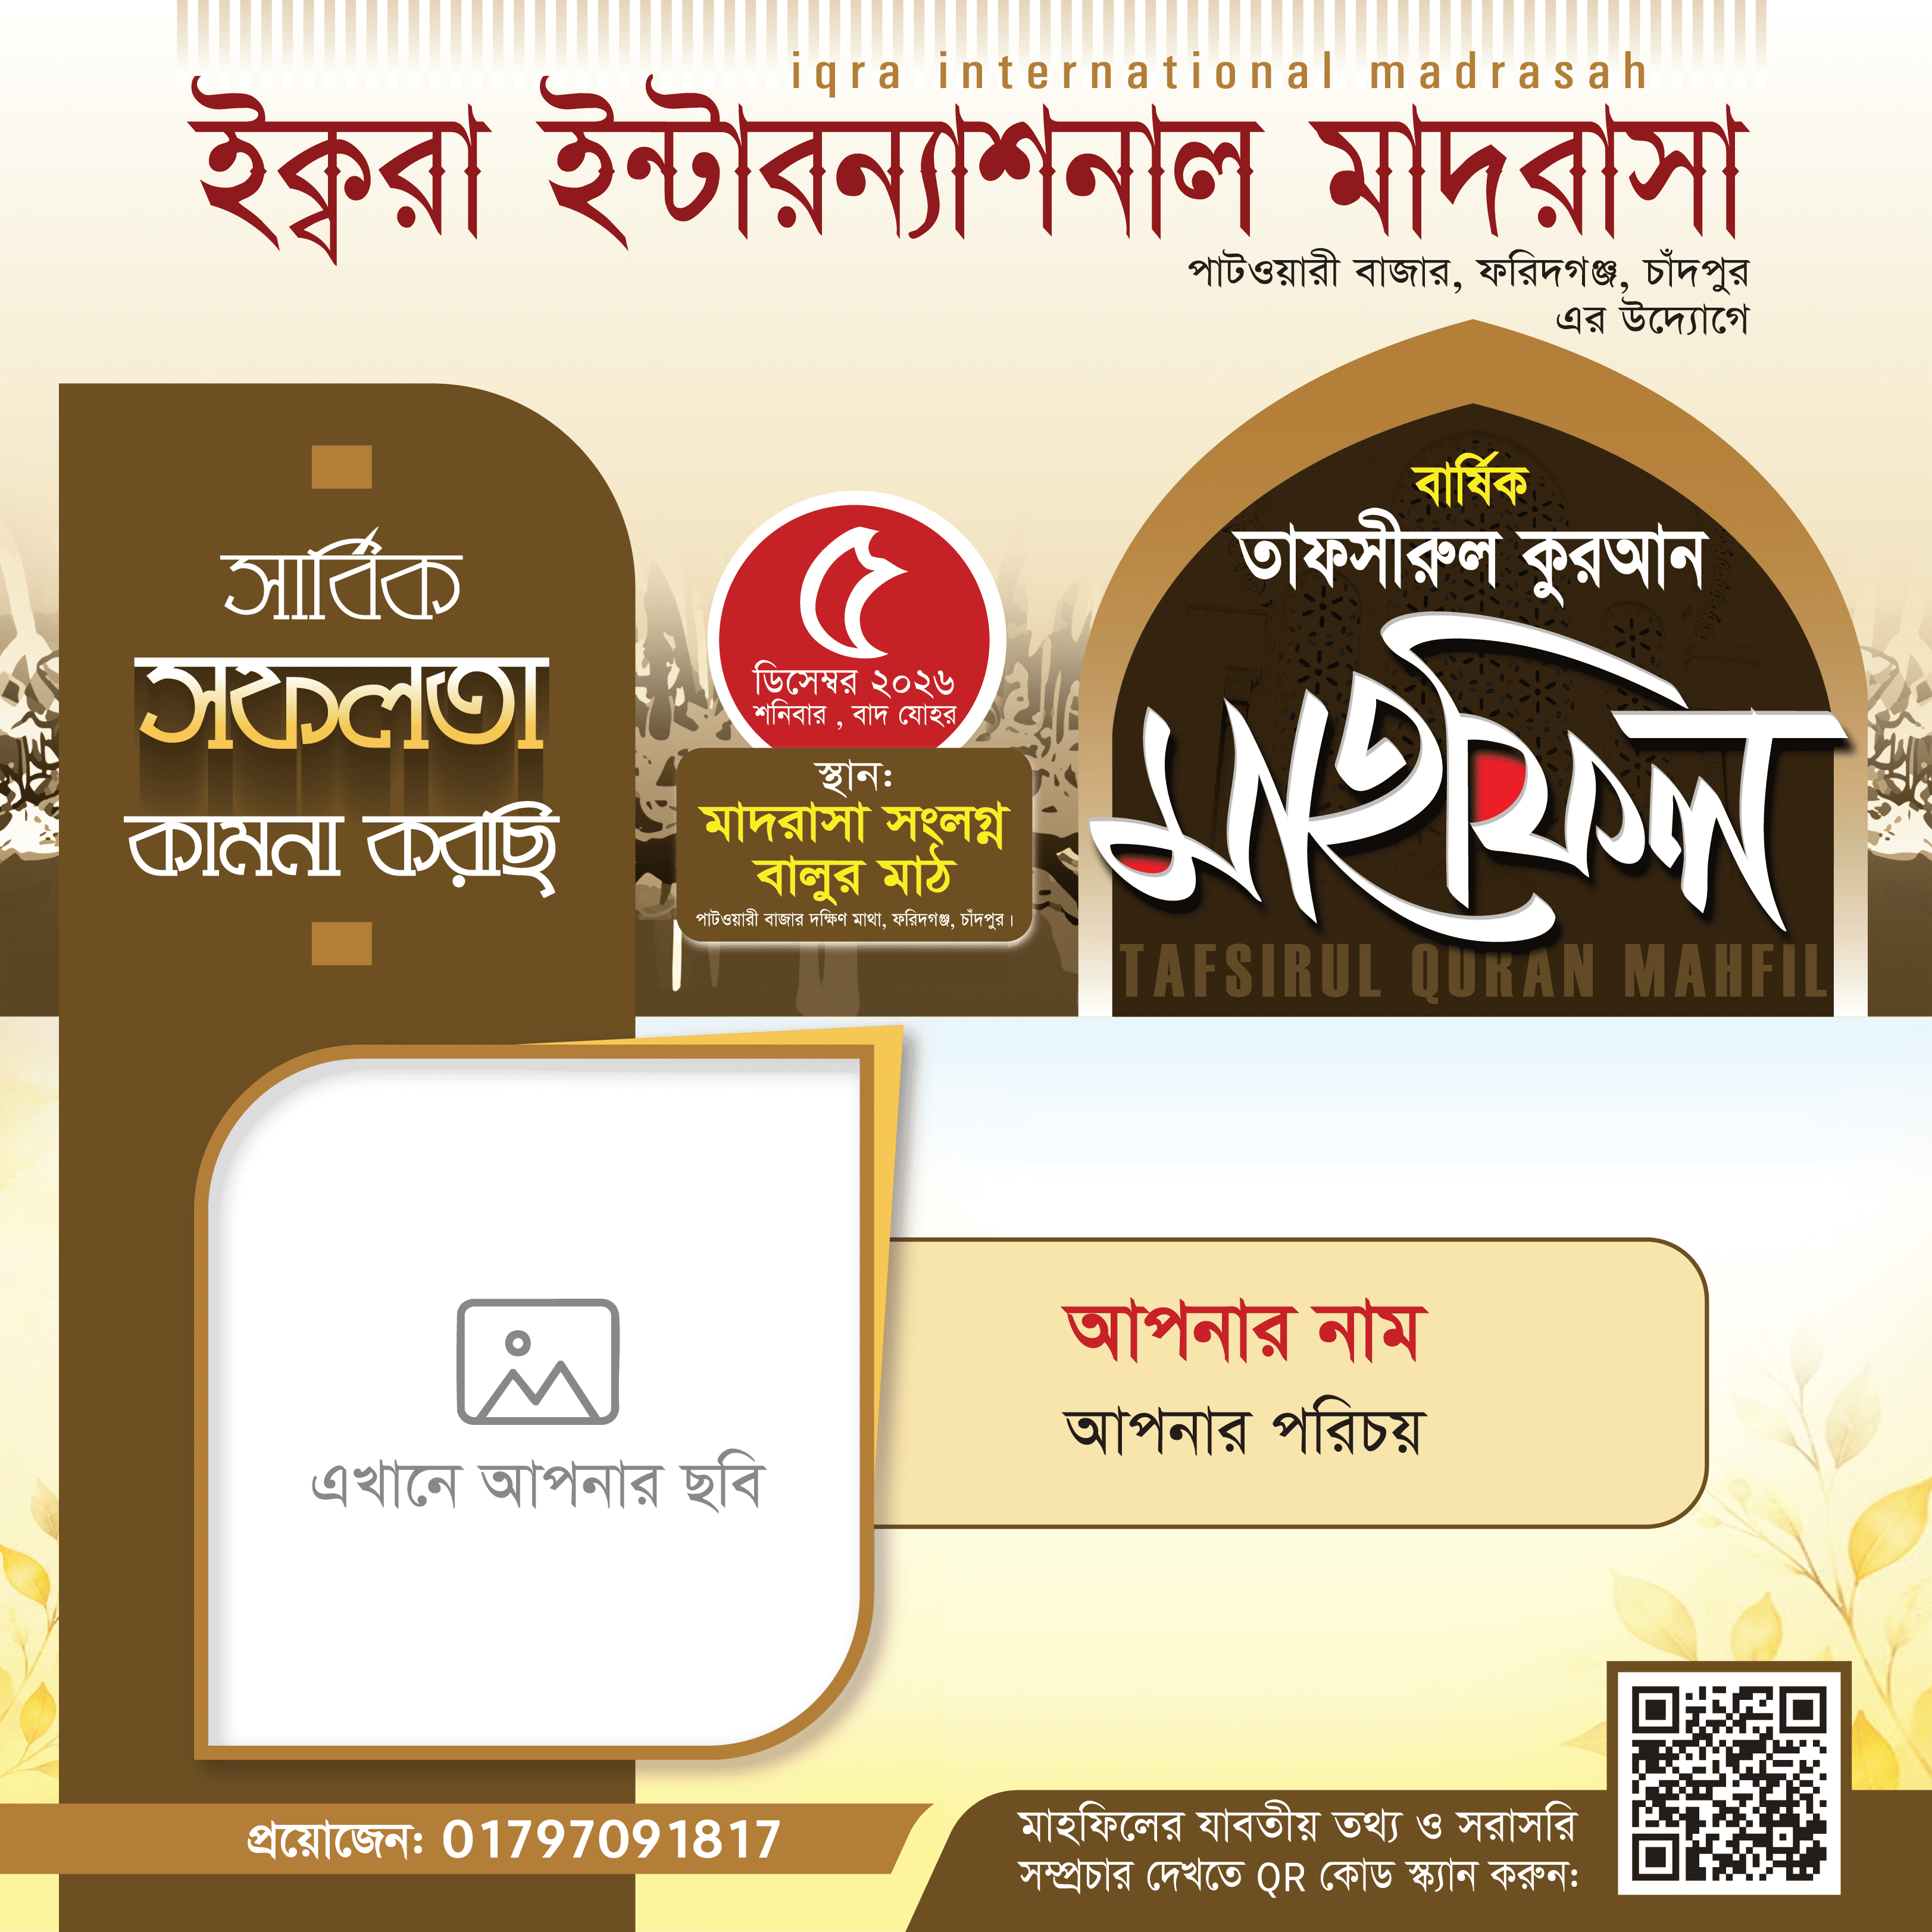 iqra international madrasah
ইক্বরা ইন্টারন্যাশনাল মাদরাসা
পাটওয়ারী বাজার, ফরিদগঞ্জ, চাঁদপুর
এর উদ্যোগে
সার্বিক
সফলতা
কামনা করছি
৫
ডিসেম্বর ২০২৬
শনিবার , বাদ যোহর
স্থান:
মাদরাসা সংলগ্ন
বালুর মাঠ
পাটওয়ারী বাজার দক্ষিণ মাথা, ফরিদগঞ্জ, চাঁদপুর।
বার্ষিক
তাফসীরুল কুরআন
মাহফিল
TAFSIRUL QURAN MAHFIL
এখানে আপনার ছবি
আপনার নাম
আপনার পরিচয়
প্রয়োজেন: 01797091817
মাহফিলের যাবতীয় তথ্য ও সরাসরি
সম্প্রচার দেখতে QR কোড স্ক্যান করুন: